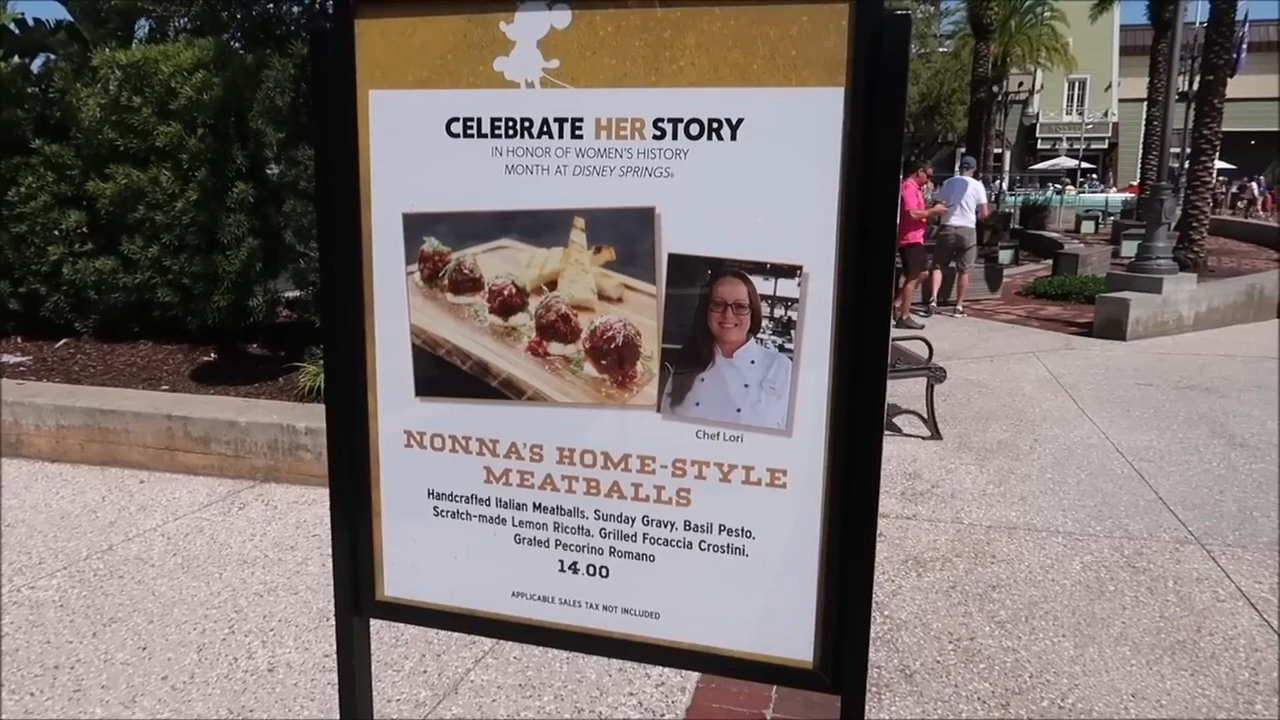 CELEBRATE HER STORY
IN HONOR OF WOMEN'S HISTORY
MONTH AT DISNEY SPRINGS®
Chef Lori
NONNA'S HOME-STYLE
MEATBALLS
Handcrafted Italian Meatballs, Sunday Gravy, Basil Pesto,
Scratch-made Lemon Ricotta, Grilled Focaccia Crostini,
Grated Pecorino Romano
14.00
APPLICABLE SALES TAX NOT INCLUDED